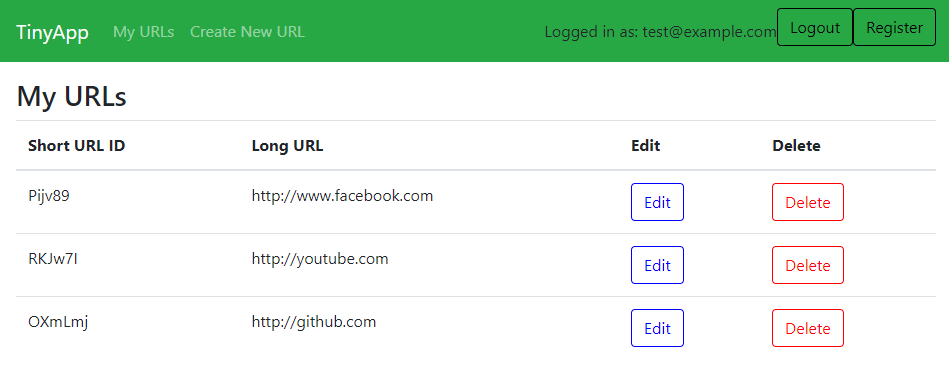 TinyApp My URLs Create New URL Logged in as: test@example.com Logout Register
My URLs
Short URL ID Long URL Edit Delete
Pijv89 http://www.facebook.com Edit Delete
RKJw7I http://youtube.com Edit Delete
OXmLmj http://github.com Edit Delete